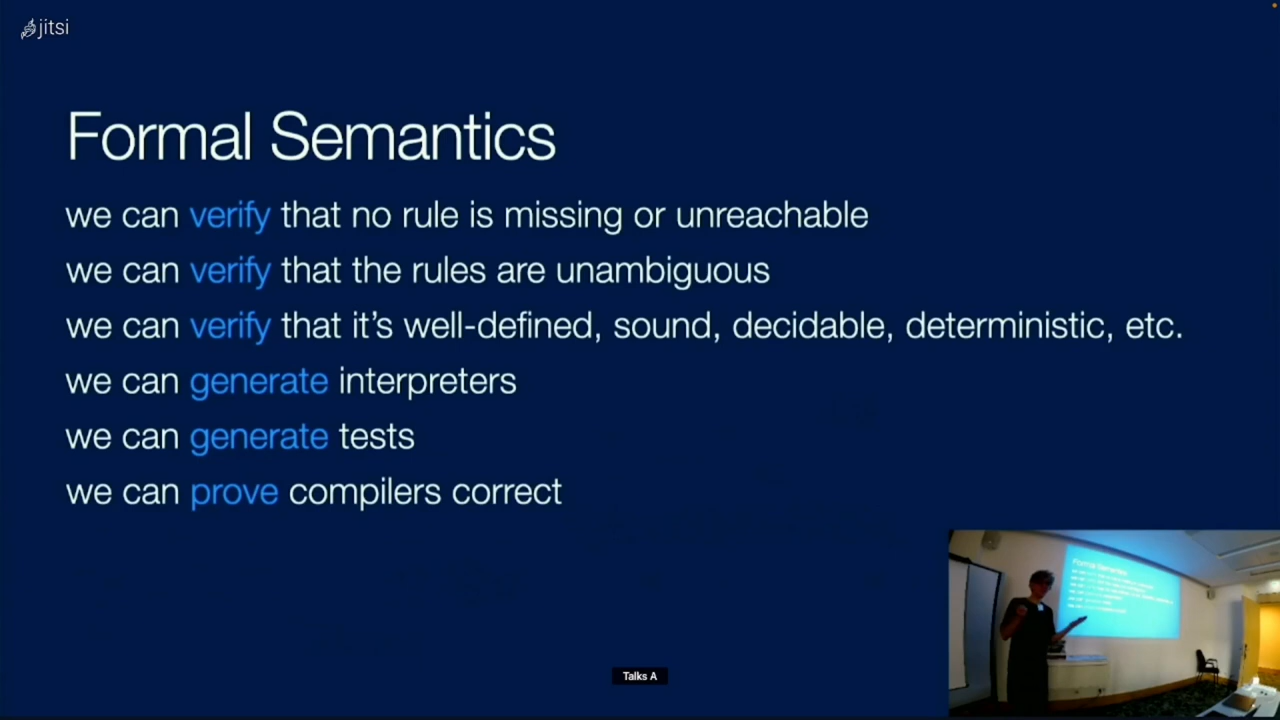 jitsi
Formal Semantics
we can verify that no rule is missing or unreachable
we can verify that the rules are unambiguous
we can verify that it’s well-defined, sound, decidable, deterministic, etc.
we can generate interpreters
we can generate tests
we can prove compilers correct
Formal Semantics
Talks A